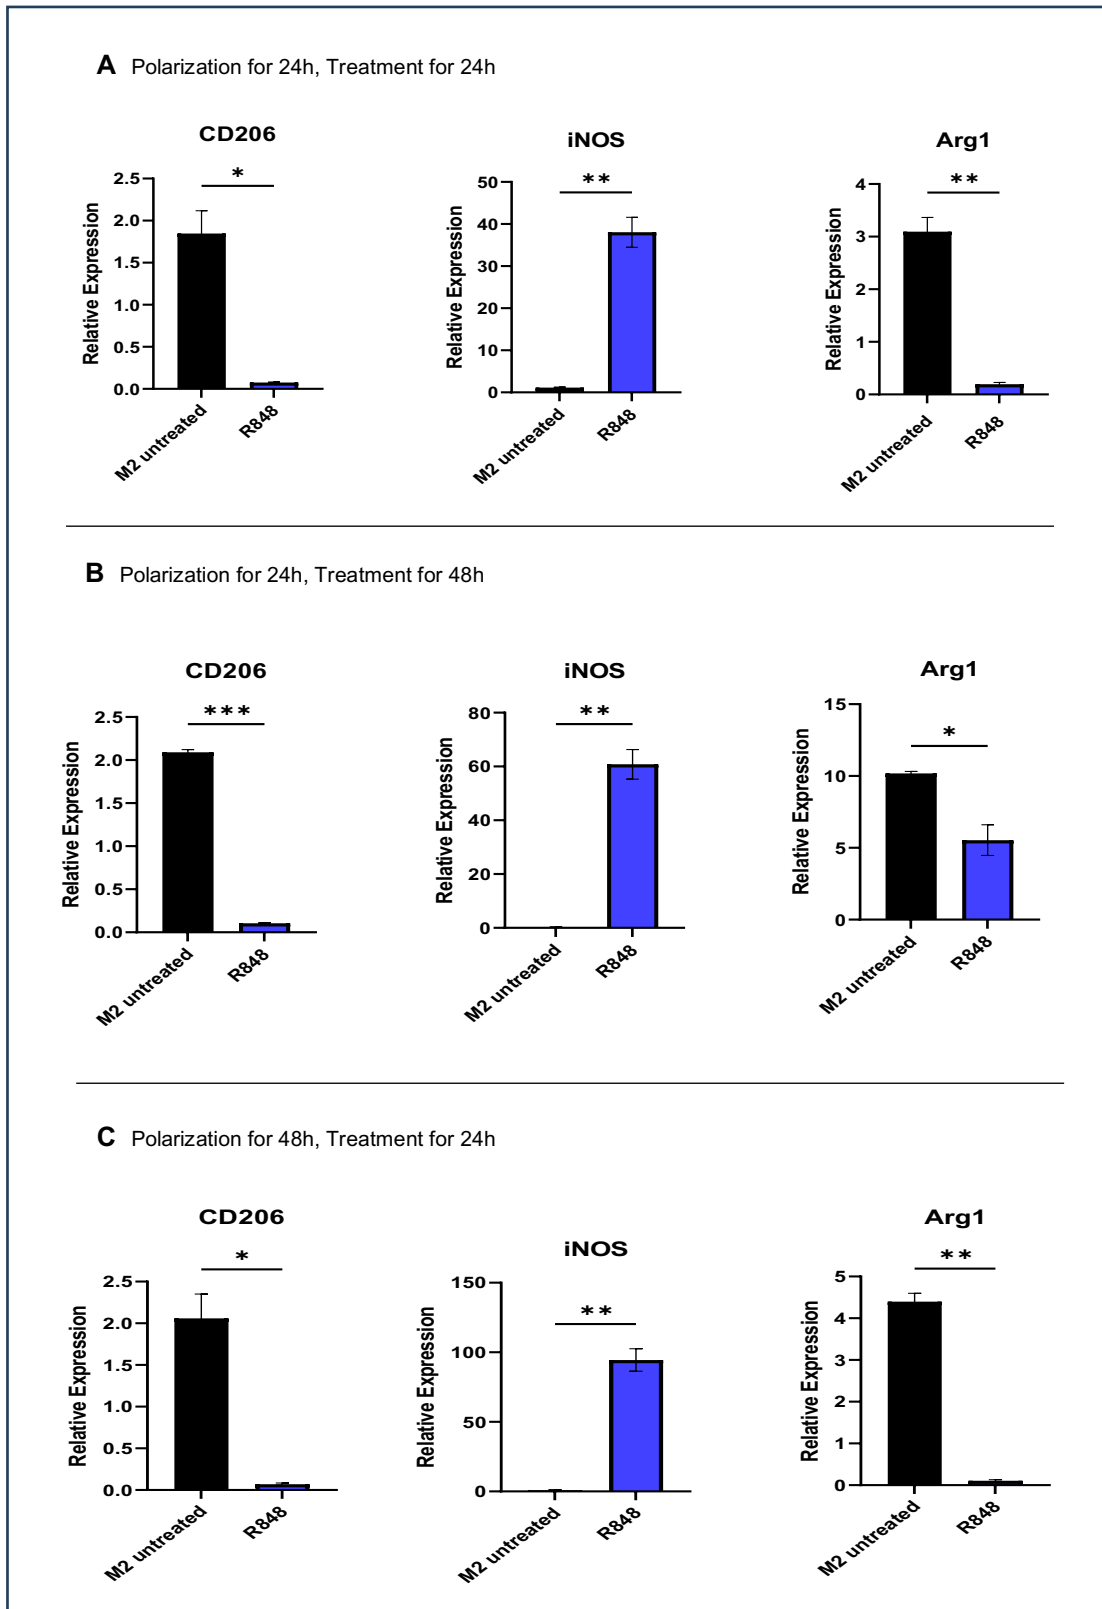 A Polarization for 24h, Treatment for 24h
CD206
*
Relative Expression
2.5
2.0
1.5
1.0
0.5
0.0
M2 untreated
R848
iNOS
**
Relative Expression
50
40
30
20
10
0
M2 untreated
R848
Arg1
**
Relative Expression
4
3
2
1
0
M2 untreated
R848
B Polarization for 24h, Treatment for 48h
CD206
***
Relative Expression
2.5
2.0
1.5
1.0
0.5
0.0
M2 untreated
R848
iNOS
**
Relative Expression
80
60
40
20
0
M2 untreated
R848
Arg1
*
Relative Expression
15
10
5
0
M2 untreated
R848
C Polarization for 48h, Treatment for 24h
CD206
*
Relative Expression
2.5
2.0
1.5
1.0
0.5
0.0
M2 untreated
R848
iNOS
**
Relative Expression
150
100
50
0
M2 untreated
R848
Arg1
**
Relative Expression
5
4
3
2
1
0
M2 untreated
R848